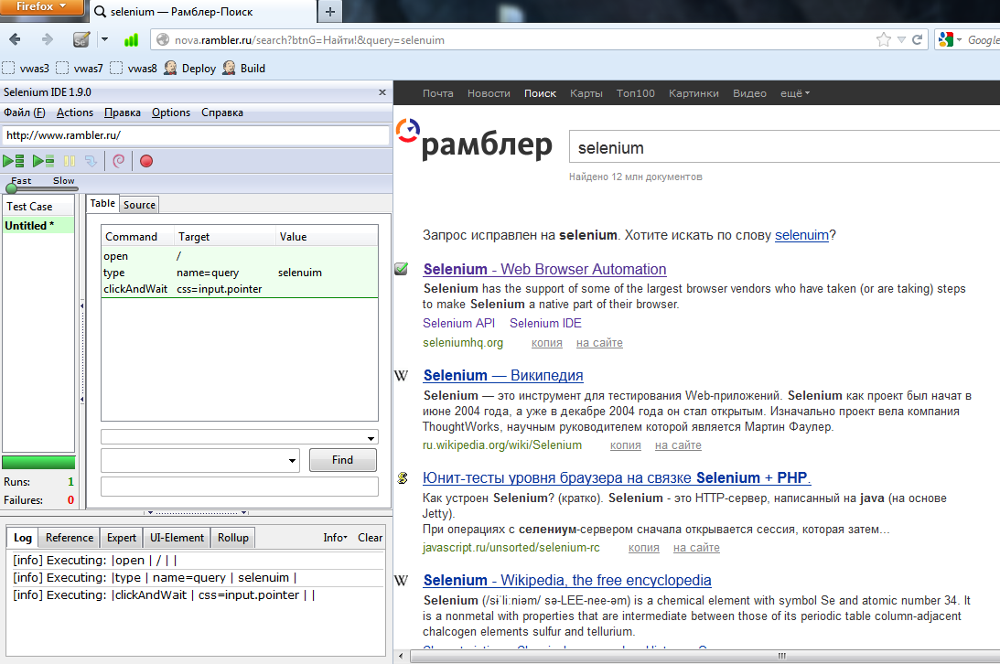 Firefox
selenium — Рамблер-Поиск
nova.rambler.ru/search?btnG=Найти!&query=selenuim
Google
vwas3 vwas7 vwas8 Deploy Build
Selenium IDE 1.9.0
Файл (F) Actions Правка Options Справка
http://www.rambler.ru/
Fast Slow
Test Case
Untitled *
Table Source
Command Target Value
open /
type name=query selenuim
clickAndWait css=input.pointer
Find
Runs: 1
Failures: 0
Log Reference Expert UI-Element Rollup Info Clear
[info] Executing: |open | / | |
[info] Executing: |type | name=query | selenuim |
[info] Executing: |clickAndWait | css=input.pointer | |
Почта Новости Поиск Карты Топ100 Картинки Видео ещё
рамблер
selenium
Найдено 12 млн документов
Запрос исправлен на selenium. Хотите искать по слову selenuim?
Selenium - Web Browser Automation
Selenium has the support of some of the largest browser vendors who have taken (or are taking) steps
to make Selenium a native part of their browser.
Selenium API Selenium IDE
seleniumhq.org копия на сайте
W Selenium — Википедия
Selenium — это инструмент для тестирования Web-приложений. Selenium как проект был начат в
июне 2004 года, а уже в декабре 2004 года он стал открытым. Изначально проект вела компания
ThoughtWorks, научным руководителем которой является Мартин Фаулер.
ru.wikipedia.org/wiki/Selenium копия на сайте
Юнит-тесты уровня браузера на связке Selenium + PHP.
Как устроен Selenium? (кратко). Selenium - это HTTP-сервер, написанный на java (на основе
Jetty).
При операциях с селениум-сервером сначала открывается сессия, которая затем…
javascript.ru/unsorted/selenium-rc копия на сайте
W Selenium - Wikipedia, the free encyclopedia
Selenium (/sɨˈliːniəm/ sə-LEE-nee-əm) is a chemical element with symbol Se and atomic number 34. It
is a nonmetal with properties that are intermediate between those of its periodic table column-adjacent
chalcogen elements sulfur and tellurium.